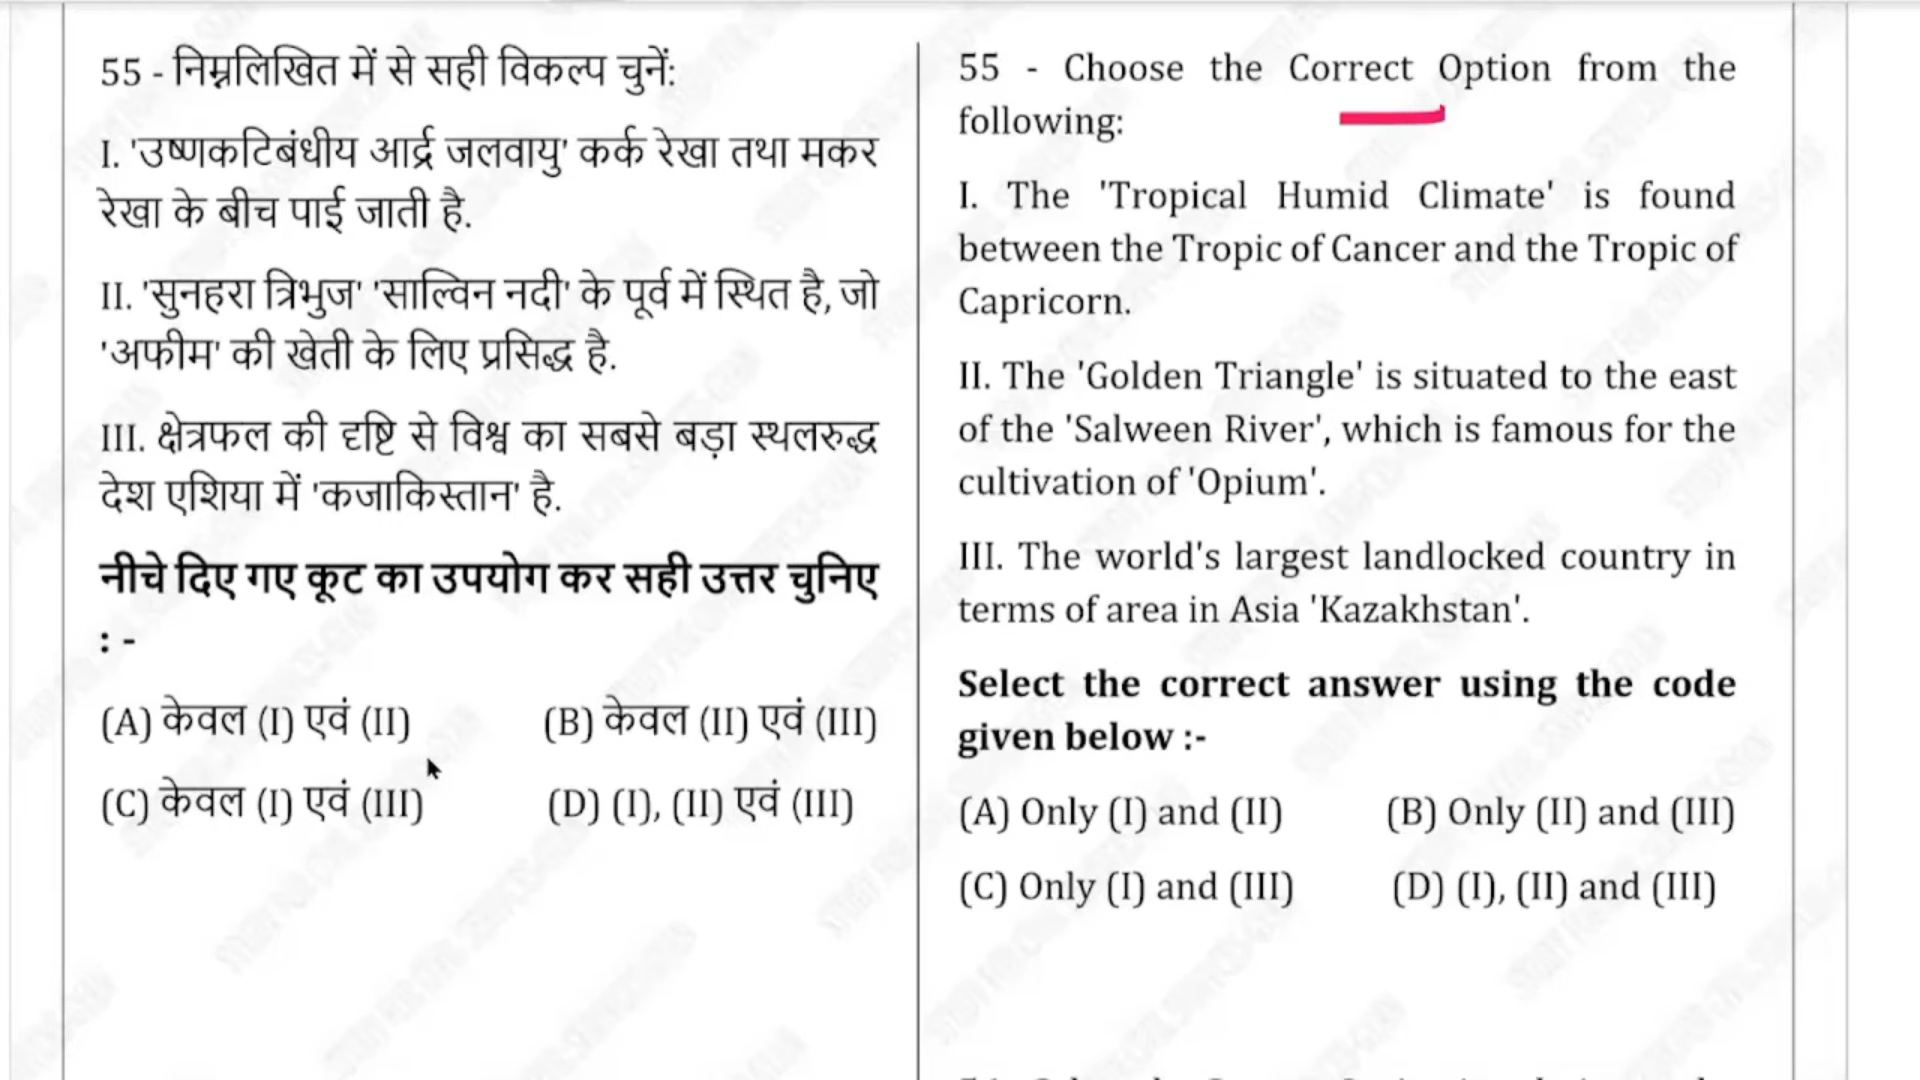 55 - निम्नलिखित में से सही विकल्प चुनें:
I. 'उष्णकटिबंधीय आर्द्र जलवायु' कर्क रेखा तथा मकर
रेखा के बीच पाई जाती है.
II. 'सुनहरा त्रिभुज' 'साल्विन नदी' के पूर्व में स्थित है, जो
'अफीम' की खेती के लिए प्रसिद्ध है.
III. क्षेत्रफल की दृष्टि से विश्व का सबसे बड़ा स्थलरुद्ध
देश एशिया में 'कजाकिस्तान' है.
नीचे दिए गए कूट का उपयोग कर सही उत्तर चुनिए
: -
(A) केवल (I) एवं (II) (B) केवल (II) एवं (III)
(C) केवल (I) एवं (III) (D) (I), (II) एवं (III)
55 - Choose the Correct Option from the
following:
I. The 'Tropical Humid Climate' is found
between the Tropic of Cancer and the Tropic of
Capricorn.
II. The 'Golden Triangle' is situated to the east
of the 'Salween River', which is famous for the
cultivation of 'Opium'.
III. The world's largest landlocked country in
terms of area in Asia 'Kazakhstan'.
Select the correct answer using the code
given below :-
(A) Only (I) and (II) (B) Only (II) and (III)
(C) Only (I) and (III) (D) (I), (II) and (III)